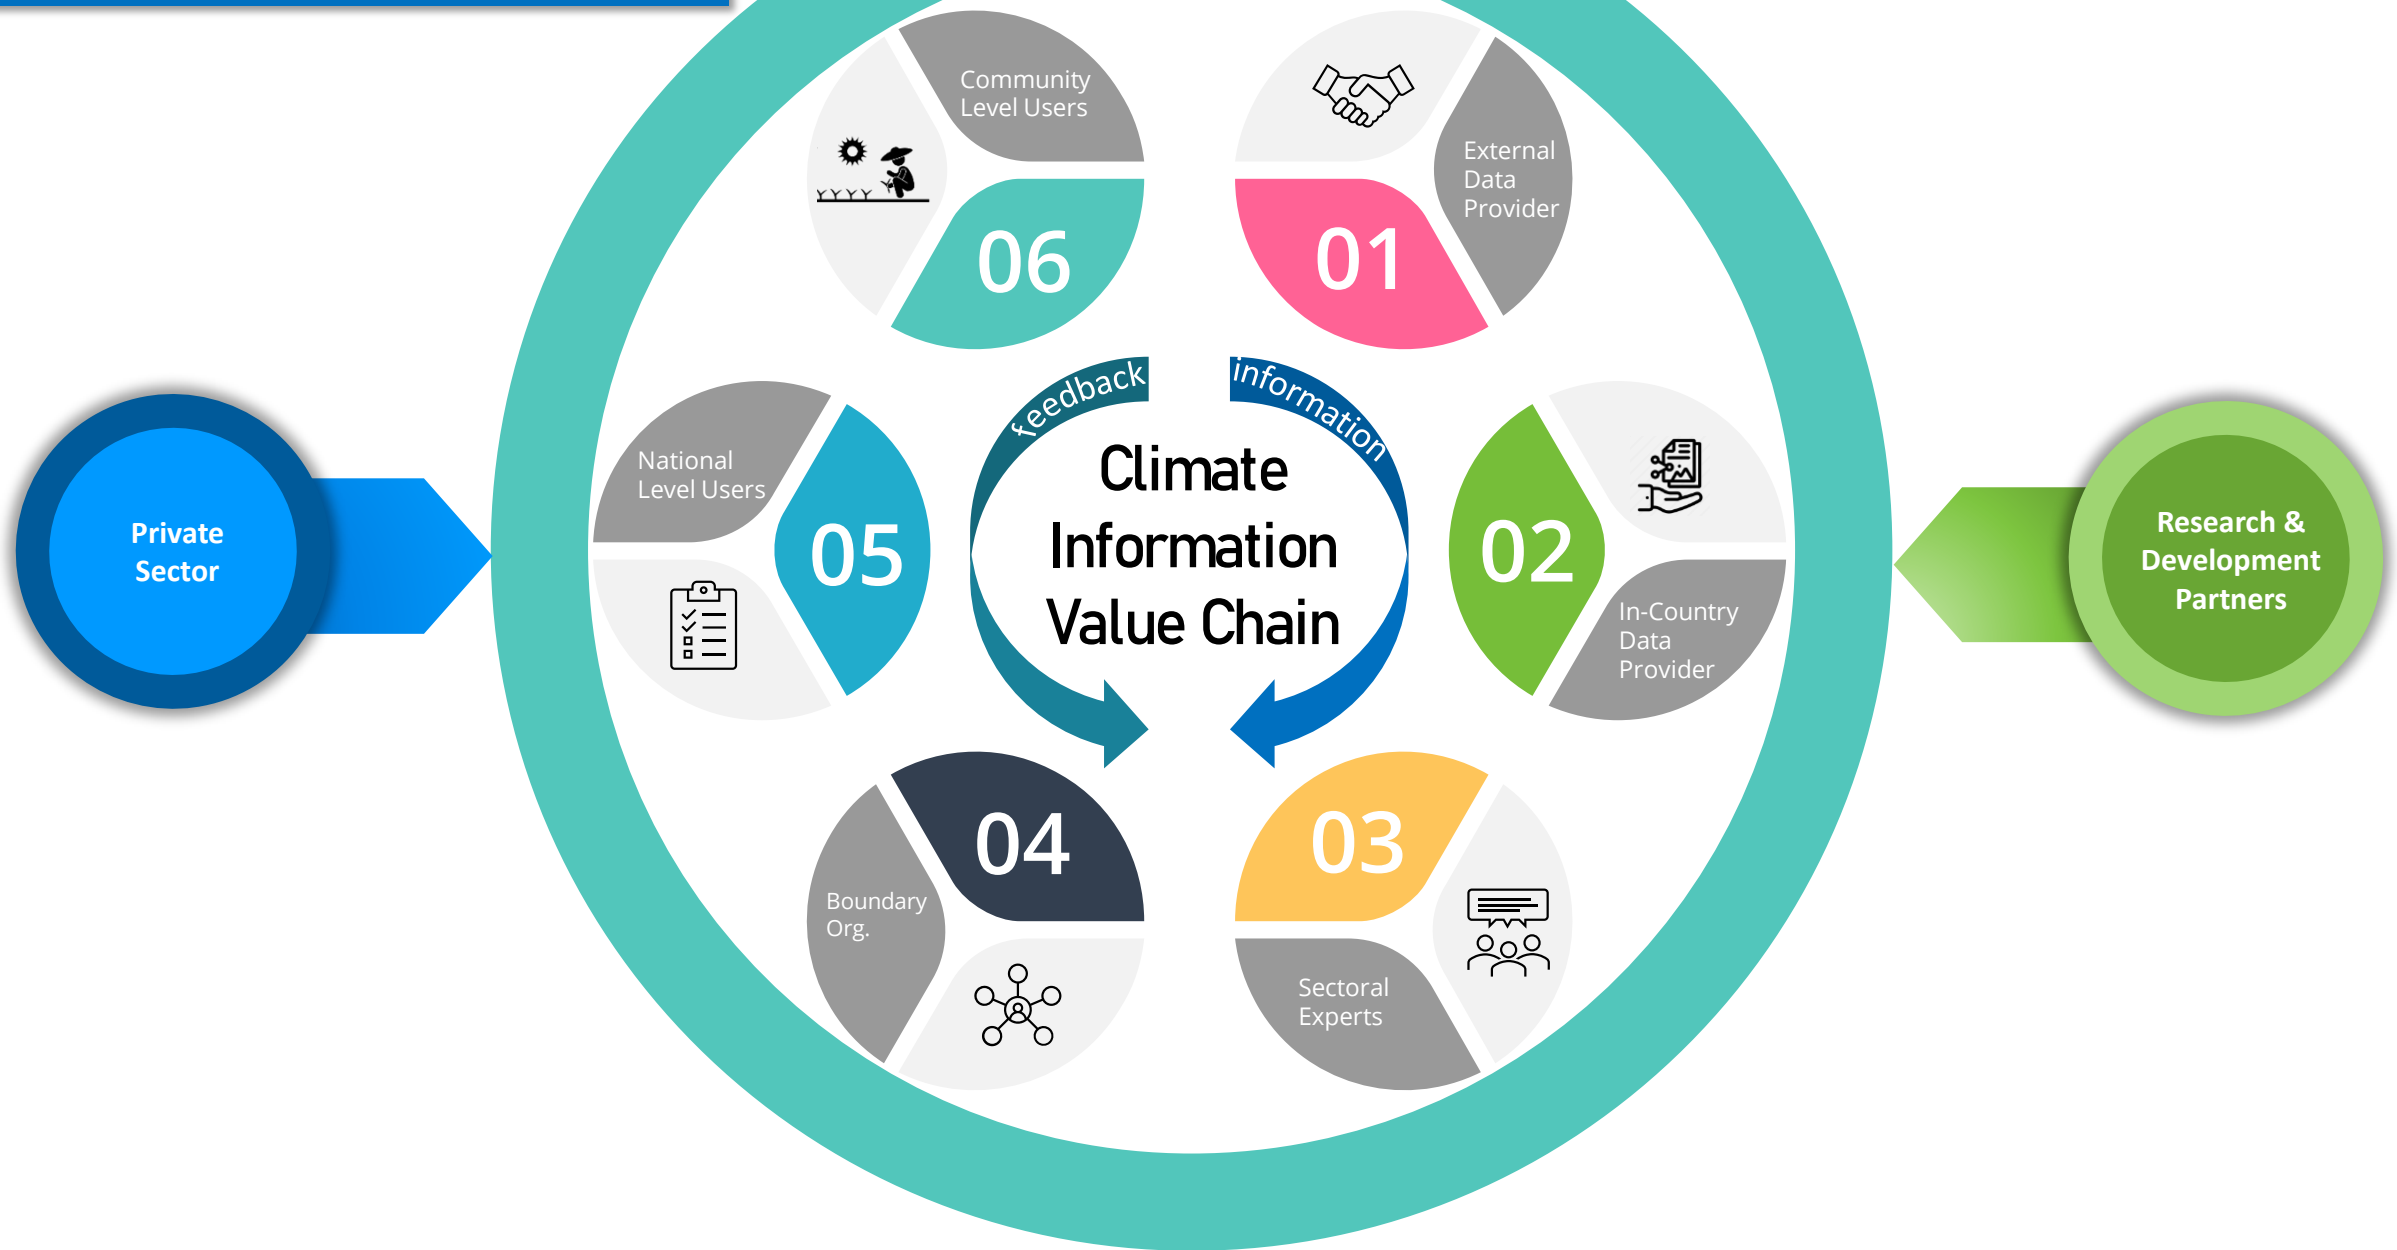 Community
Level Users
06
External
Data
Provider
01
feedback
information
Climate
Information
Value Chain
National
Level Users
05
02
In-Country
Data
Provider
Private
Sector
Research &
Development
Partners
04
Boundary
Org.
03
Sectoral
Experts